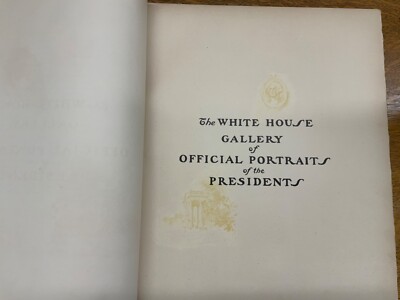 The WHITE HOUSE
GALLERY
of
OFFICIAL PORTRAITS
of the
PRESIDENTS